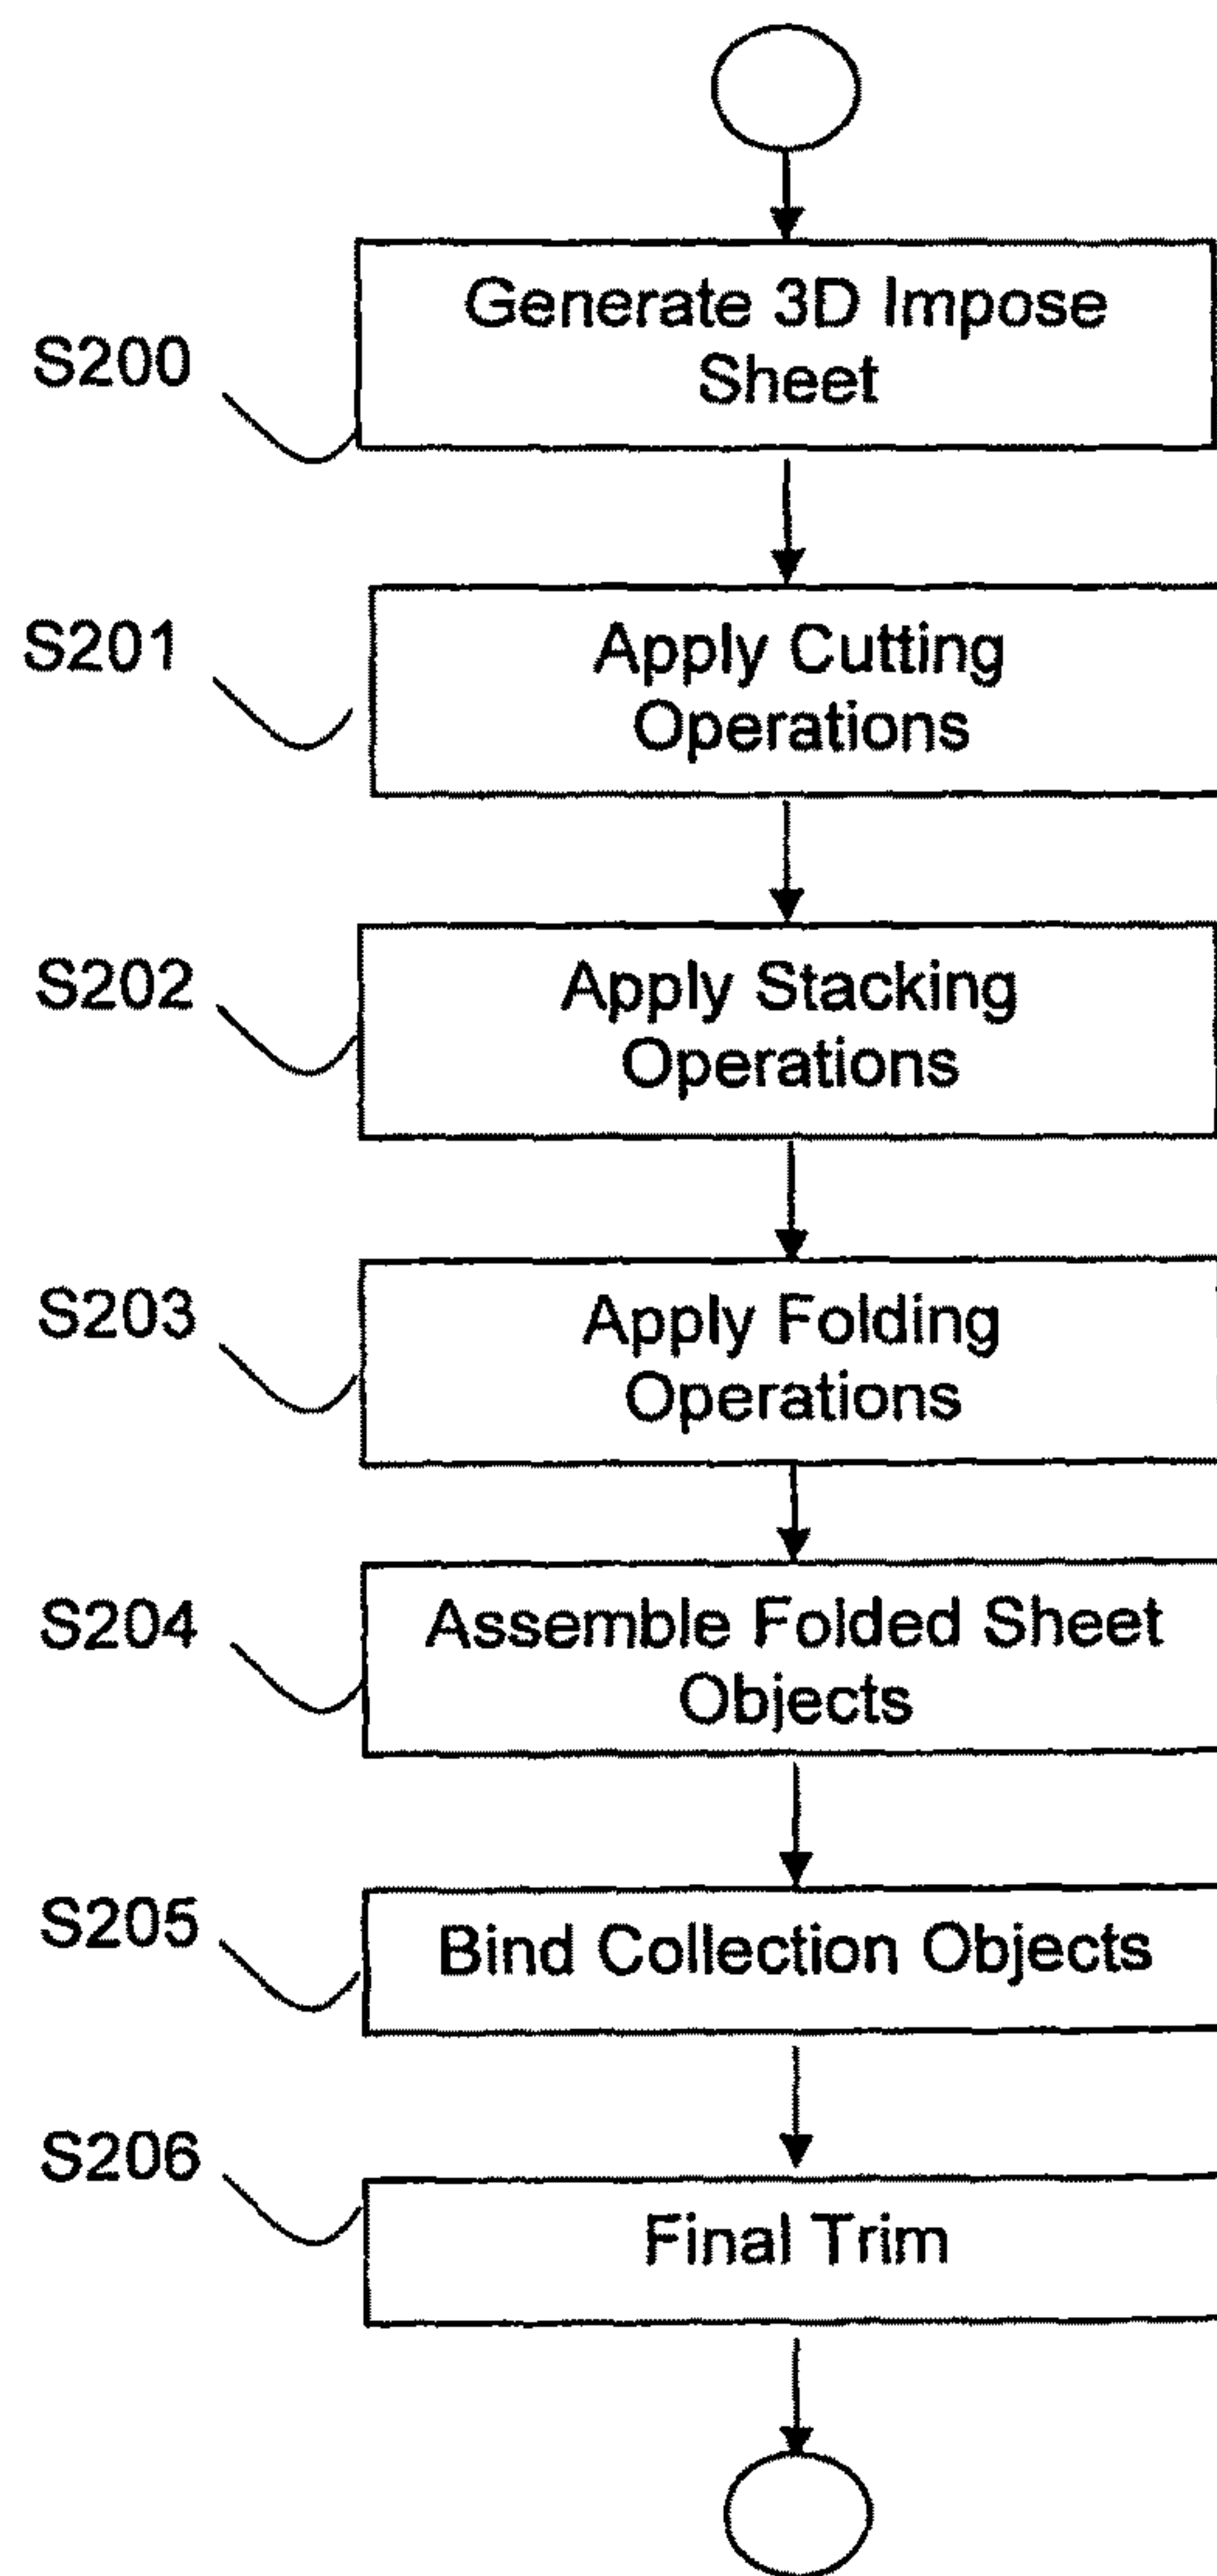 Generate 3D Impose
Sheet
S200
Apply Cutting
Operations
S201
Apply Stacking
Operations
S202
Apply Folding
Operations
S203
Assemble Folded Sheet
Objects
S204
Bind Collection Objects
S205
Final Trim
S206